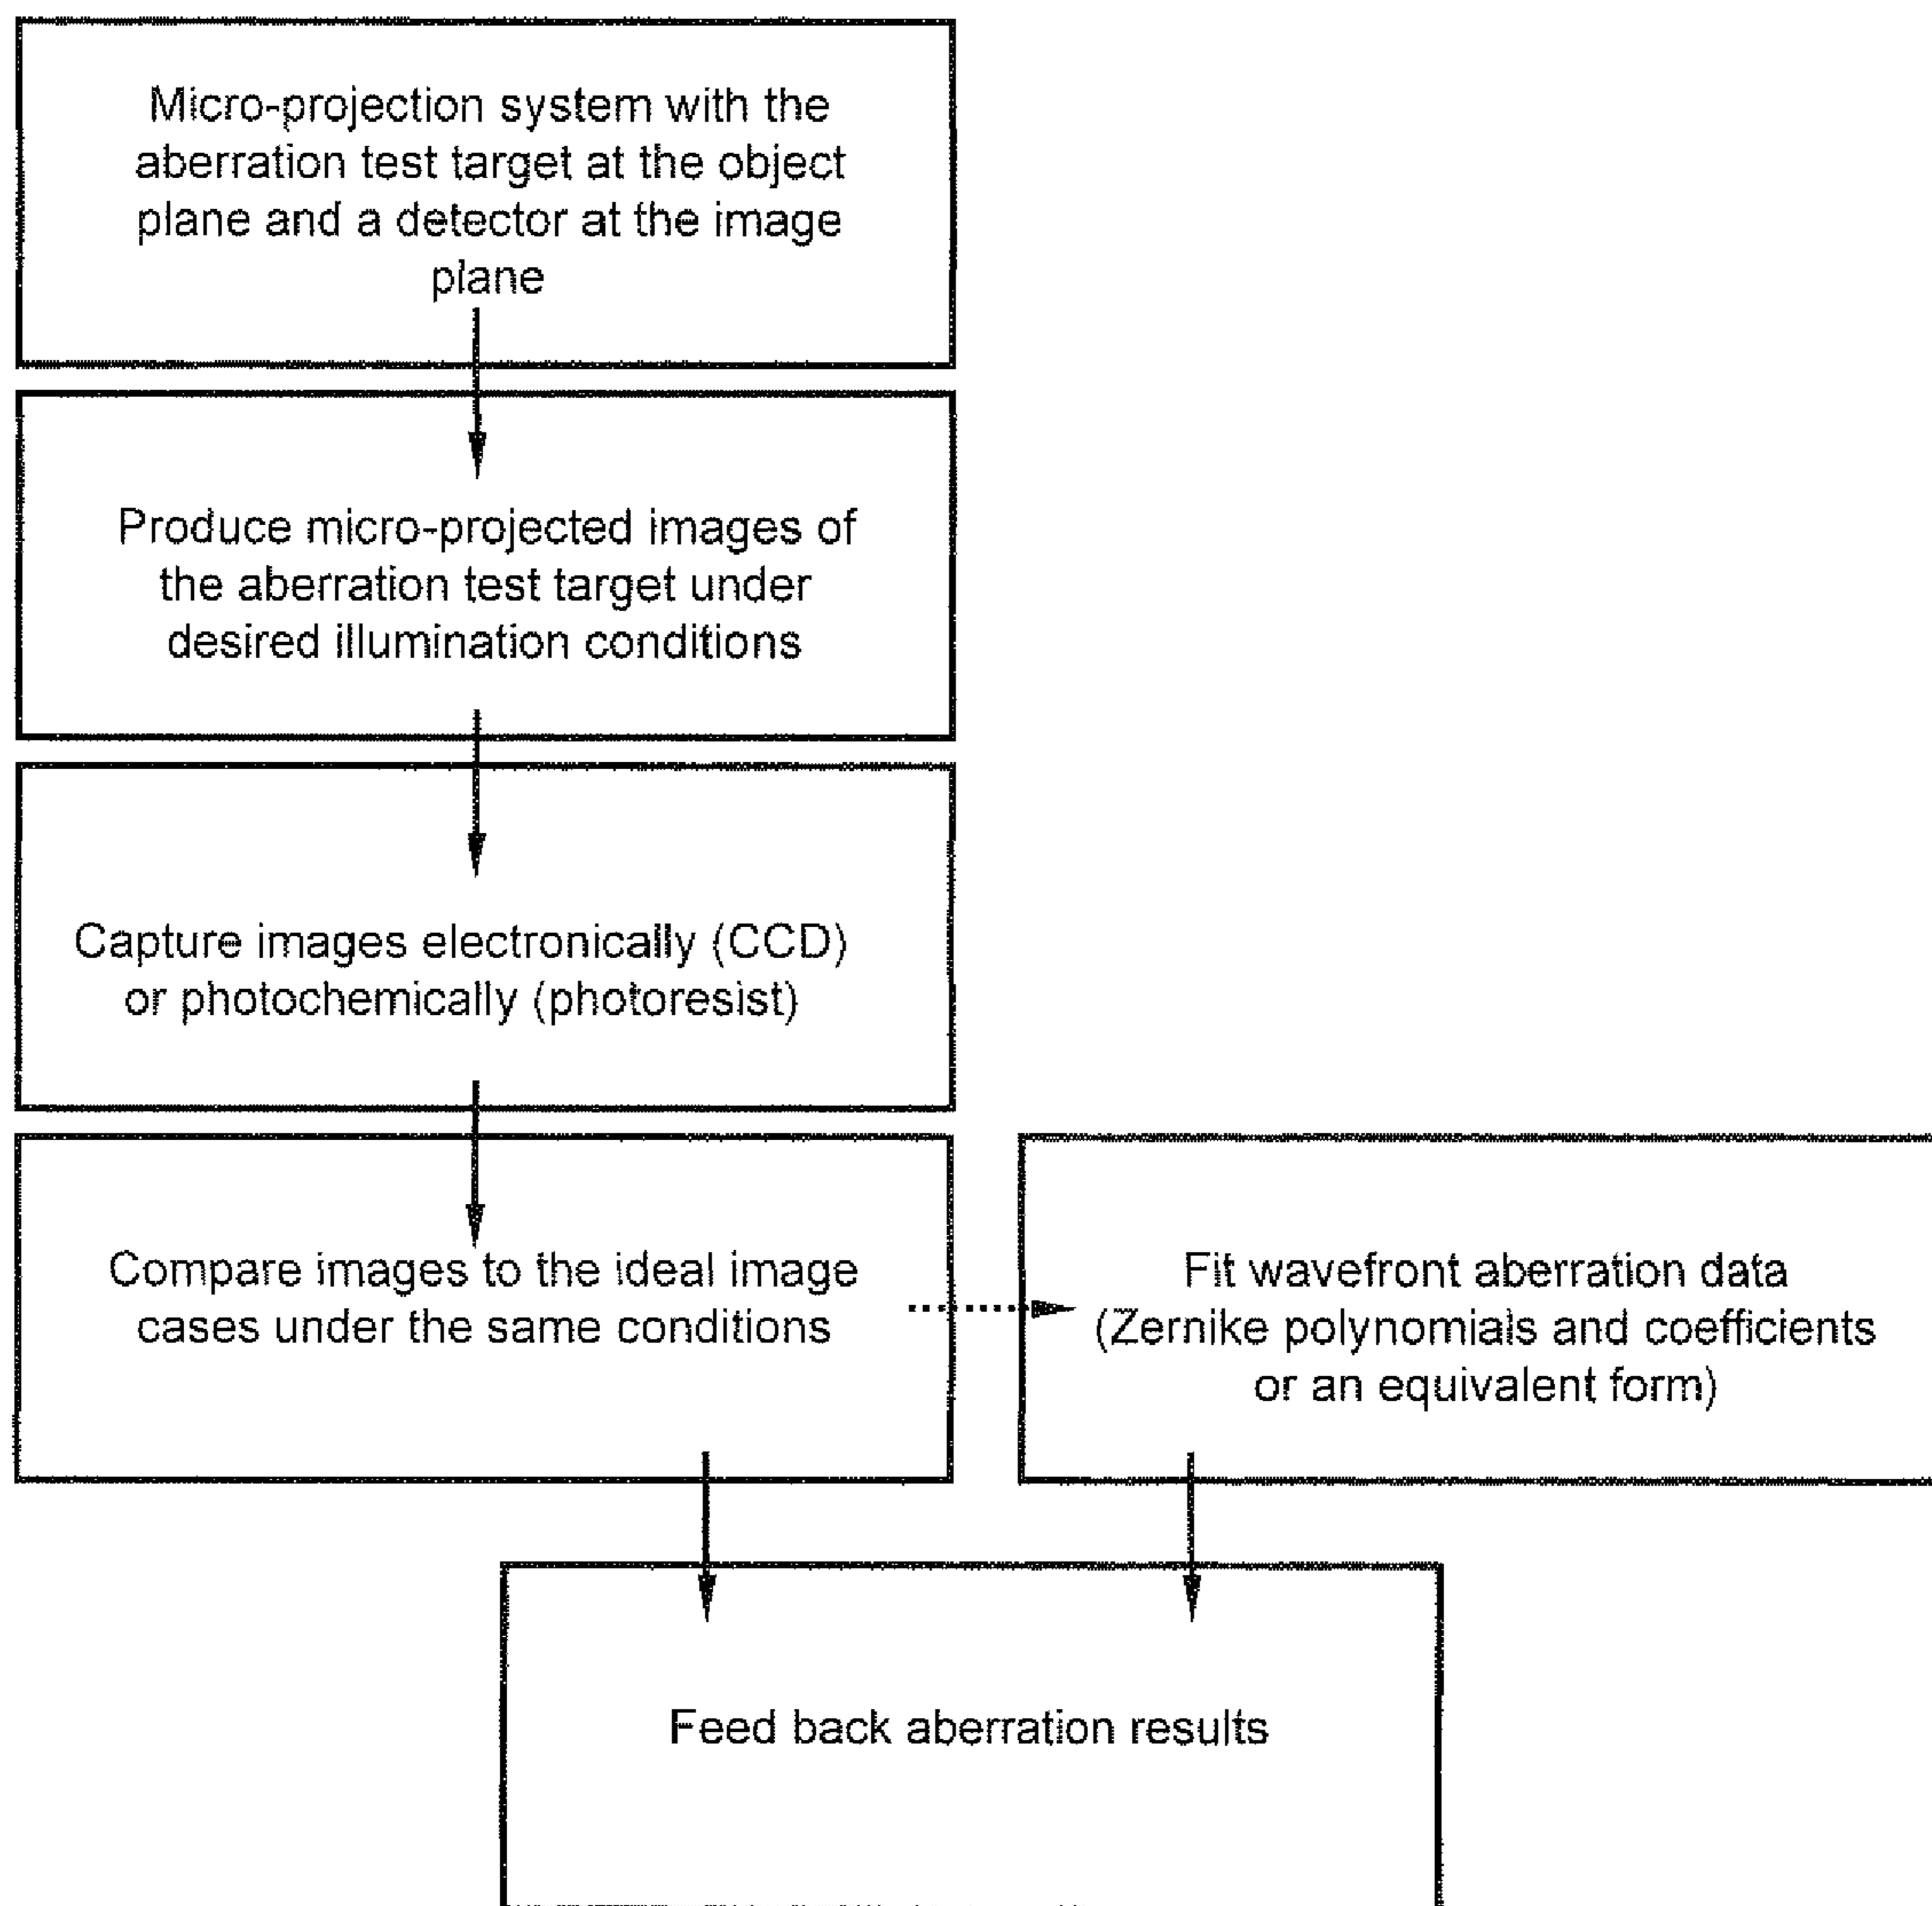 Micro-projection system with the
aberration test target at the object
plane and a detector at the image
plane
Produce micro-projected images of
the aberration test target under
desired illumination conditions
Capture images electronically (CCD)
or photochemically (photoresist)
Compare images to the ideal image
cases under the same conditions
Fit wavefront aberration data
(Zernike polynomials and coefficients
or an equivalent form)
Feed back aberration results